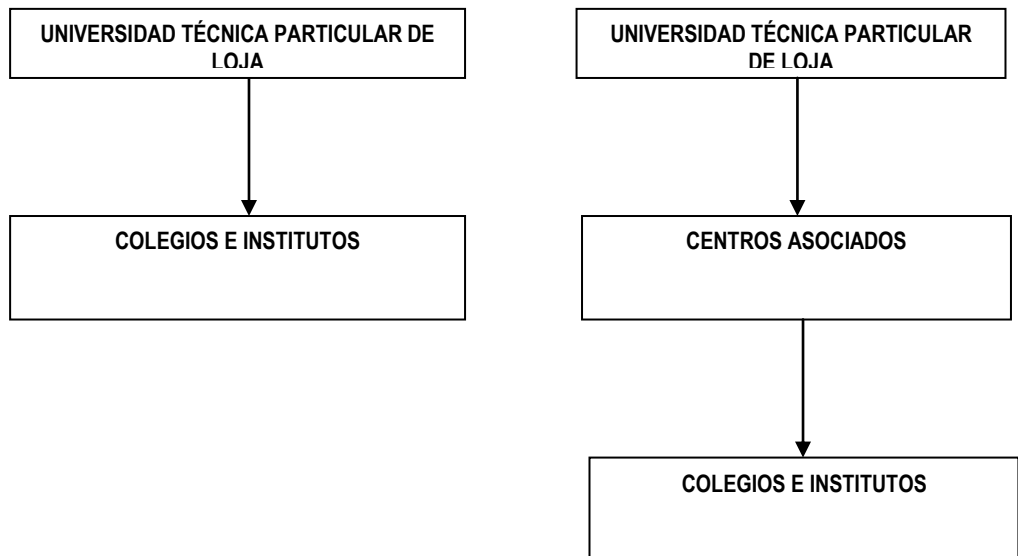 UNIVERSIDAD TÉCNICA PARTICULAR DE
LOJA
COLEGIOS E INSTITUTOS
UNIVERSIDAD TÉCNICA PARTICULAR
DE LOJA
CENTROS ASOCIADOS
COLEGIOS E INSTITUTOS